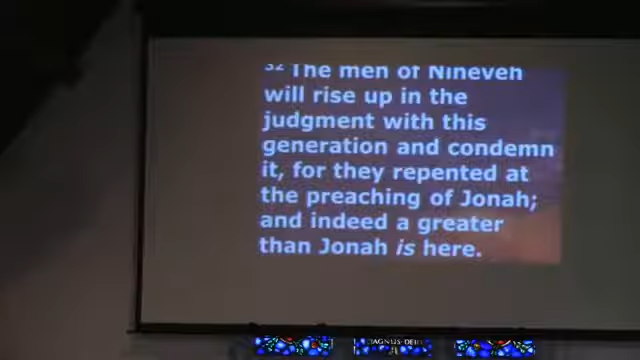 32 The men of Nineveh
will rise up in the
judgment with this
generation and condemn
it, for they repented at
the preaching of Jonah;
and indeed a greater
than Jonah is here.
AGNUS·DEI